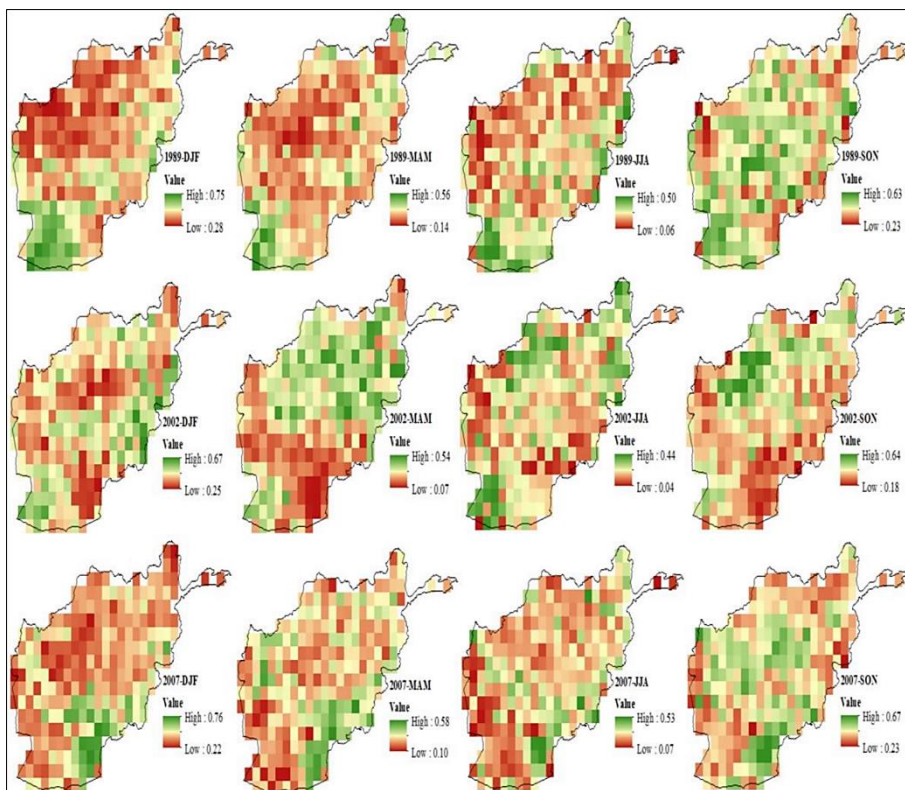 1989-DJF
Value
High : 0.75
Low : 0.28
1989-MAM
Value
High : 0.56
Low : 0.14
1989-JJA
Value
High : 0.50
Low : 0.06
1989-SON
Value
High : 0.63
Low : 0.23
2002-DJF
Value
High : 0.67
Low : 0.25
2002-MAM
Value
High : 0.54
Low : 0.07
2002-JJA
Value
High : 0.44
Low : 0.04
2002-SON
Value
High : 0.64
Low : 0.18
2007-DJF
Value
High : 0.76
Low : 0.22
2007-MAM
Value
High : 0.58
Low : 0.10
2007-JJA
Value
High : 0.53
Low : 0.07
2007-SON
Value
High : 0.67
Low : 0.23